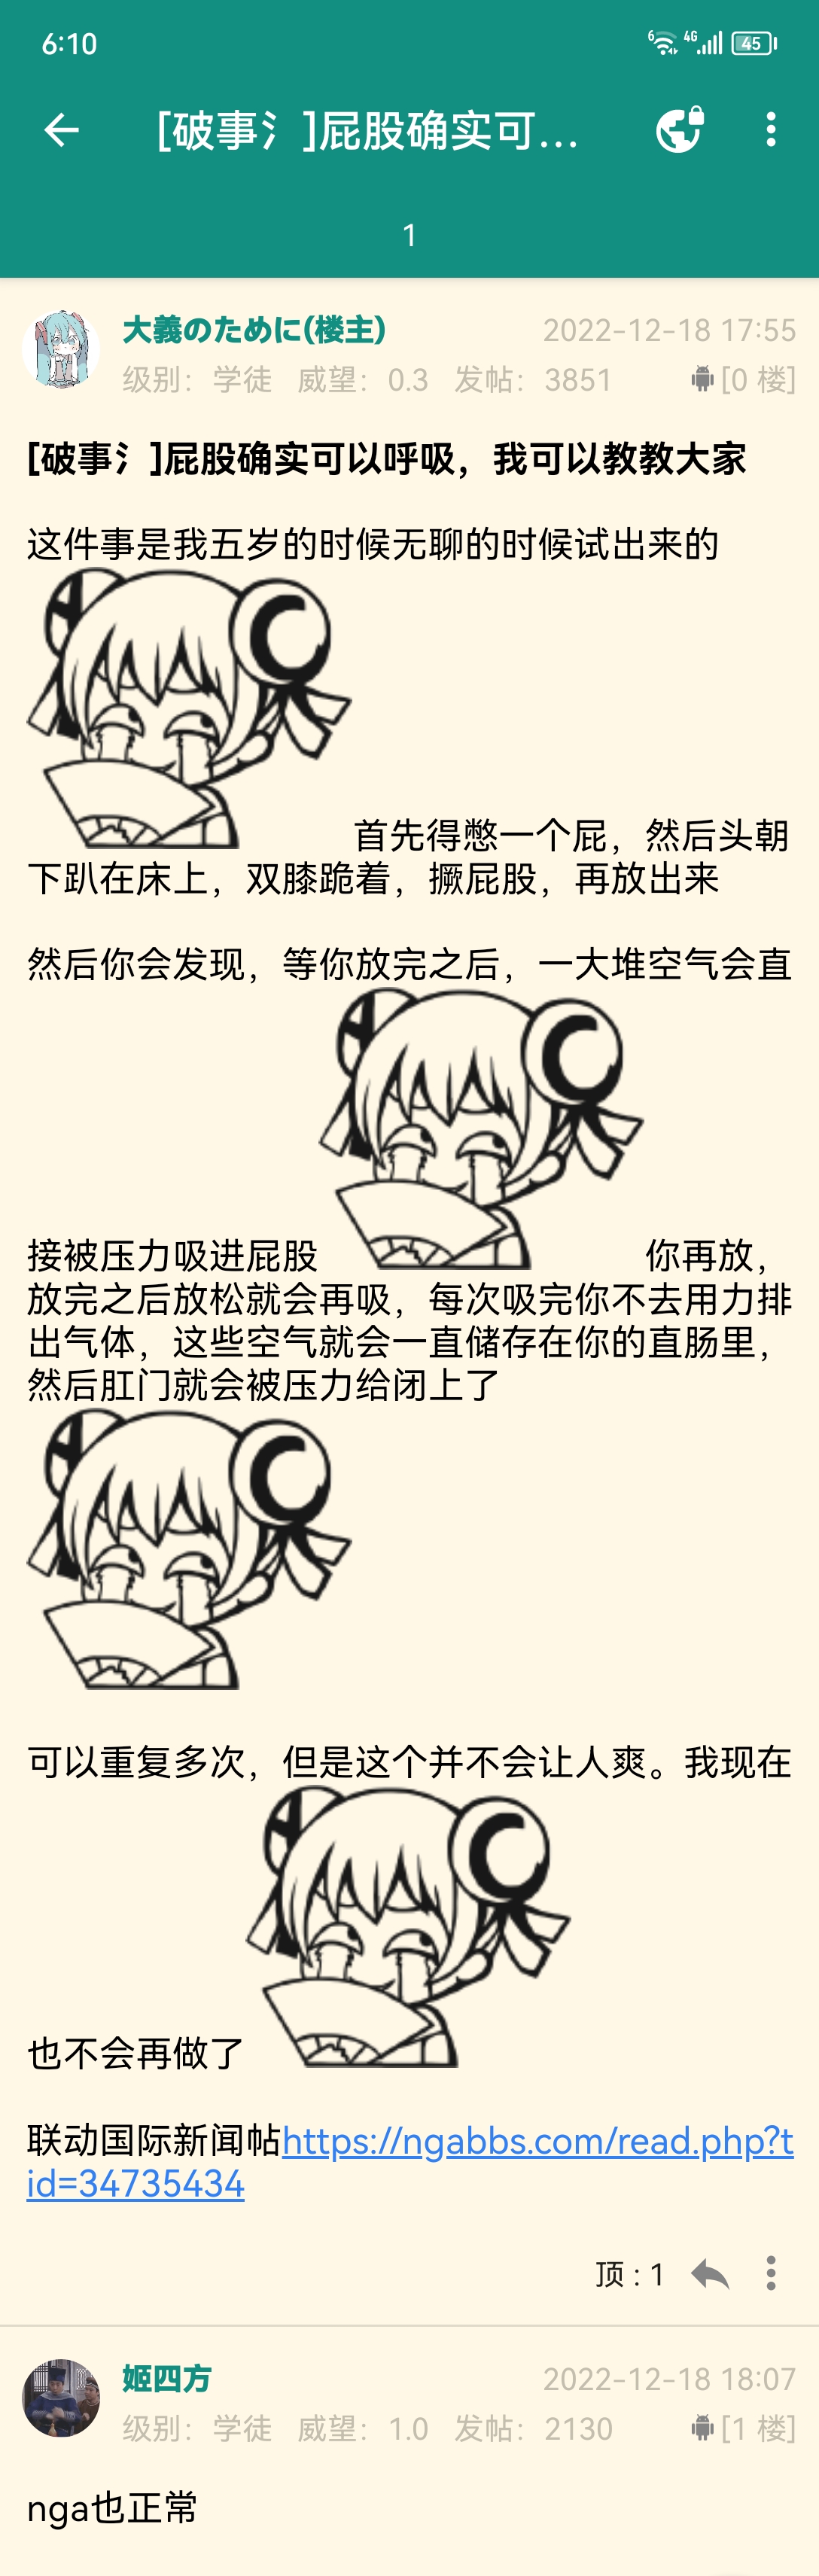 6:10
6 4G 45
[破事氵]屁股确实可...
1
大義のために(楼主)
2022-12-18 17:55
级别：学徒 威望：0.3 发帖：3851
[0 楼]
[破事氵]屁股确实可以呼吸，我可以教教大家
这件事是我五岁的时候无聊的时候试出来的
首先得憋一个屁，然后头朝
下趴在床上，双膝跪着，撅屁股，再放出来
然后你会发现，等你放完之后，一大堆空气会直
接被压力吸进屁股 你再放，
放完之后放松就会再吸，每次吸完你不去用力排
出气体，这些空气就会一直储存在你的直肠里，
然后肛门就会被压力给闭上了
可以重复多次，但是这个并不会让人爽。我现在
也不会再做了
联动国际新闻帖https://ngabbs.com/read.php?t
id=34735434
顶 : 1
姬四方
2022-12-18 18:07
级别：学徒 威望：1.0 发帖：2130
[1 楼]
nga也正常